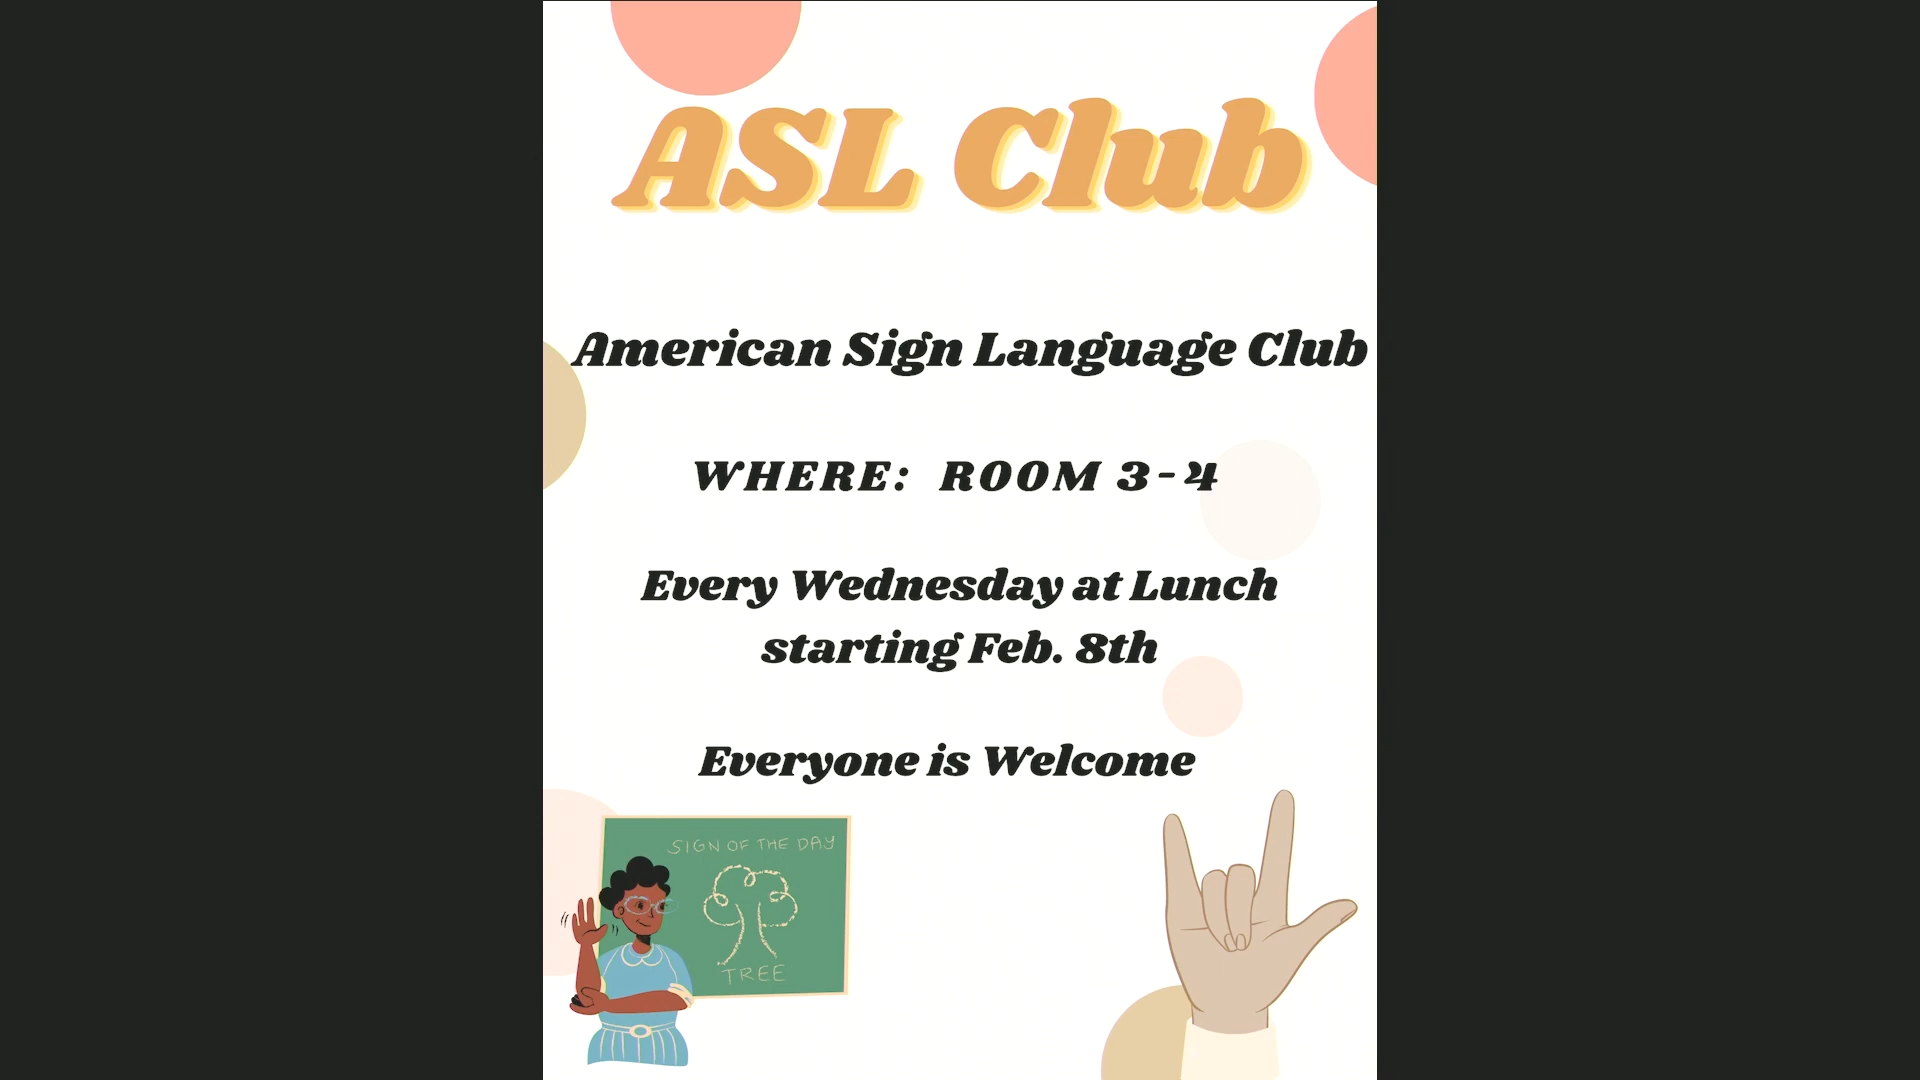 ASL Club
American Sign Language Club
WHERE: ROOM 3-4
Every Wednesday at Lunch
starting Feb. 8th
Everyone is Welcome
SIGN OF THE DAY
TREE